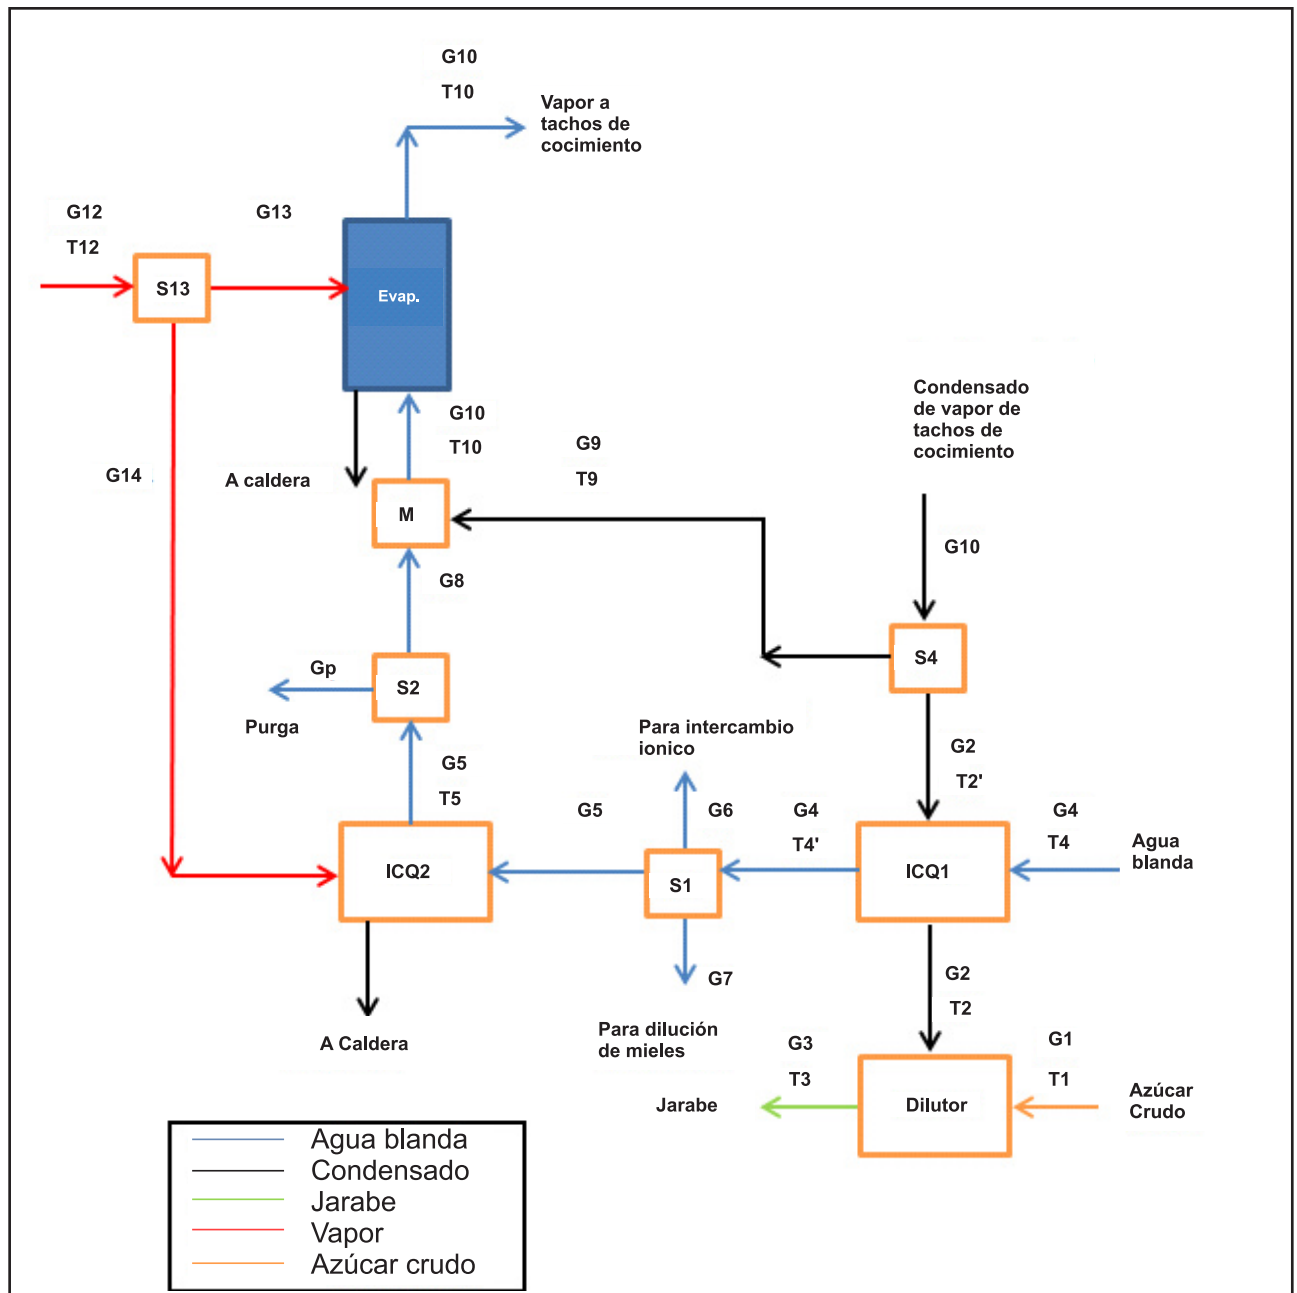 G10
T10
Vapor a
tachos de
cocimiento
G12
T12
G13
S13
Evap.
Condensado
de vapor de
tachos de
cocimiento
G10
T10
G9
T9
G14
A caldera
M
G10
G8
S4
Gp
S2
Purga
Para intercambio
ionico
G2
T2'
G5
T5
G5
G6
G4
T4'
G4
T4
Agua
blanda
ICQ2
S1
ICQ1
G7
G2
T2
Para dilución
de mieles
A Caldera
G3
T3
G1
T1
Jarabe
Dilutor
Azúcar
Crudo
Agua blanda
Condensado
Jarabe
Vapor
Azúcar crudo